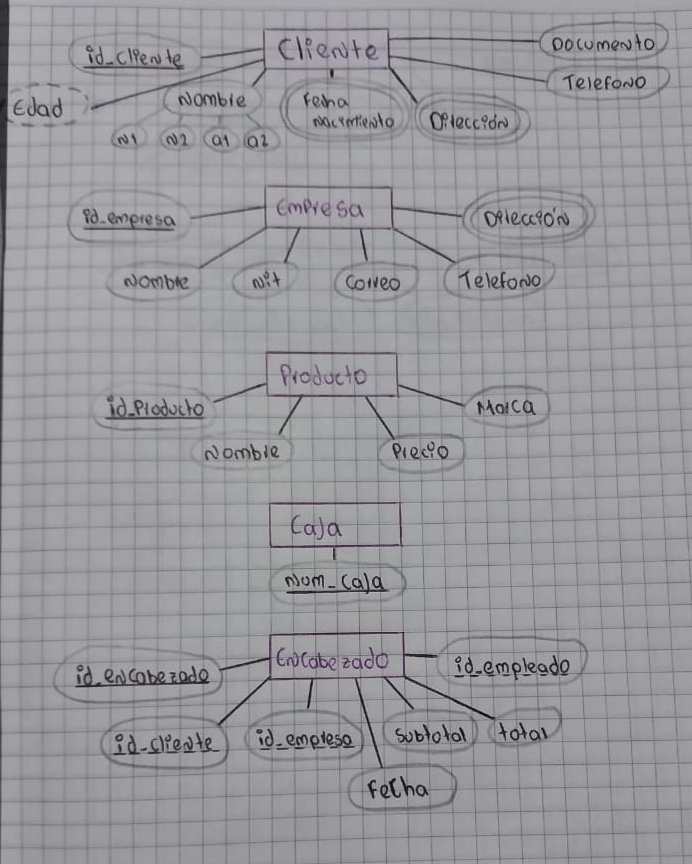 Cliente
id_cliente
Documento
Telefono
Edad
Nombre
Fecha
nacimiento
Dirección
N1 N2 a1 a2
Empresa
id_empresa
Dirección
Nombre
Nit
Correo
Telefono
Producto
id_Producto
Marca
Nombre
Precio
Caja
Num_caja
Encabezado
id_encabezado
id_empleado
id_cliente
id_empresa
subtotal
total
Fecha